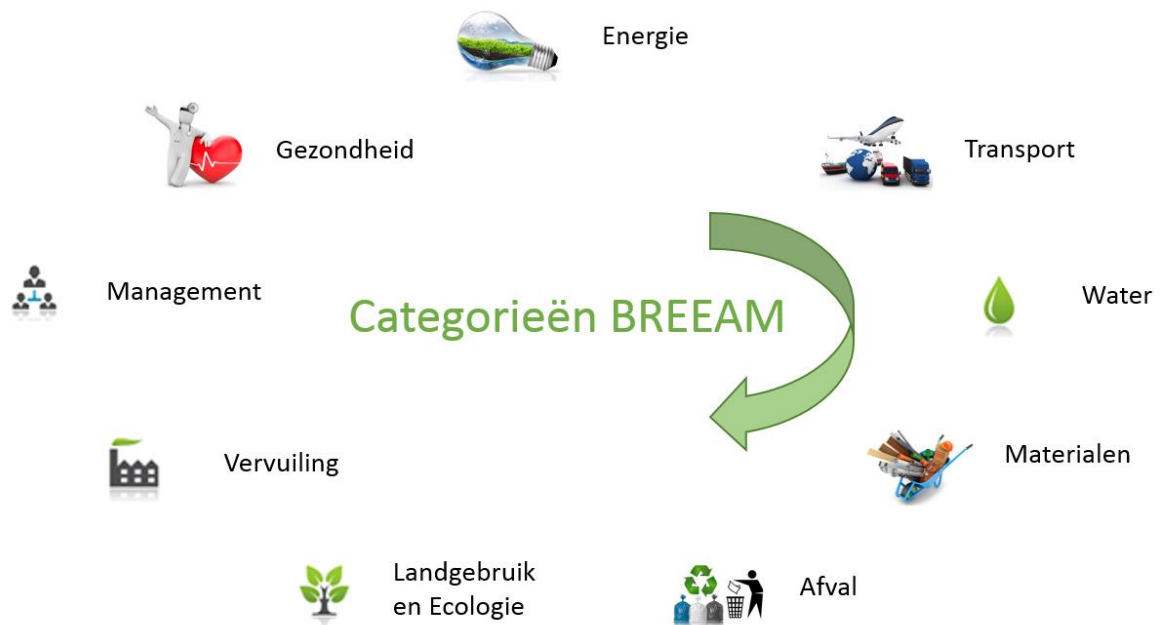 Energie
Gezondheid
Transport
Management
Water
Categorieën BREEAM
Vervuiling
Materialen
Landgebruik
en Ecologie
Afval